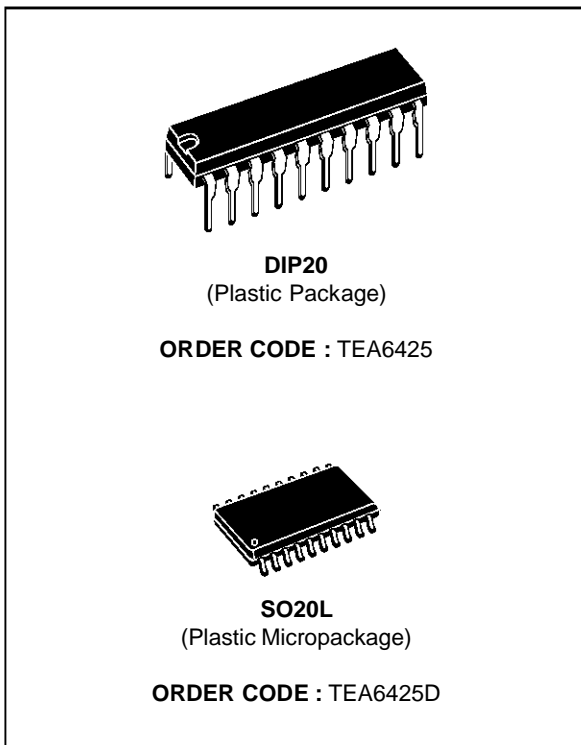 DIP20
(Plastic Package)
ORDER CODE : TEA6425
SO20L
(Plastic Micropackage)
ORDER CODE : TEA6425D